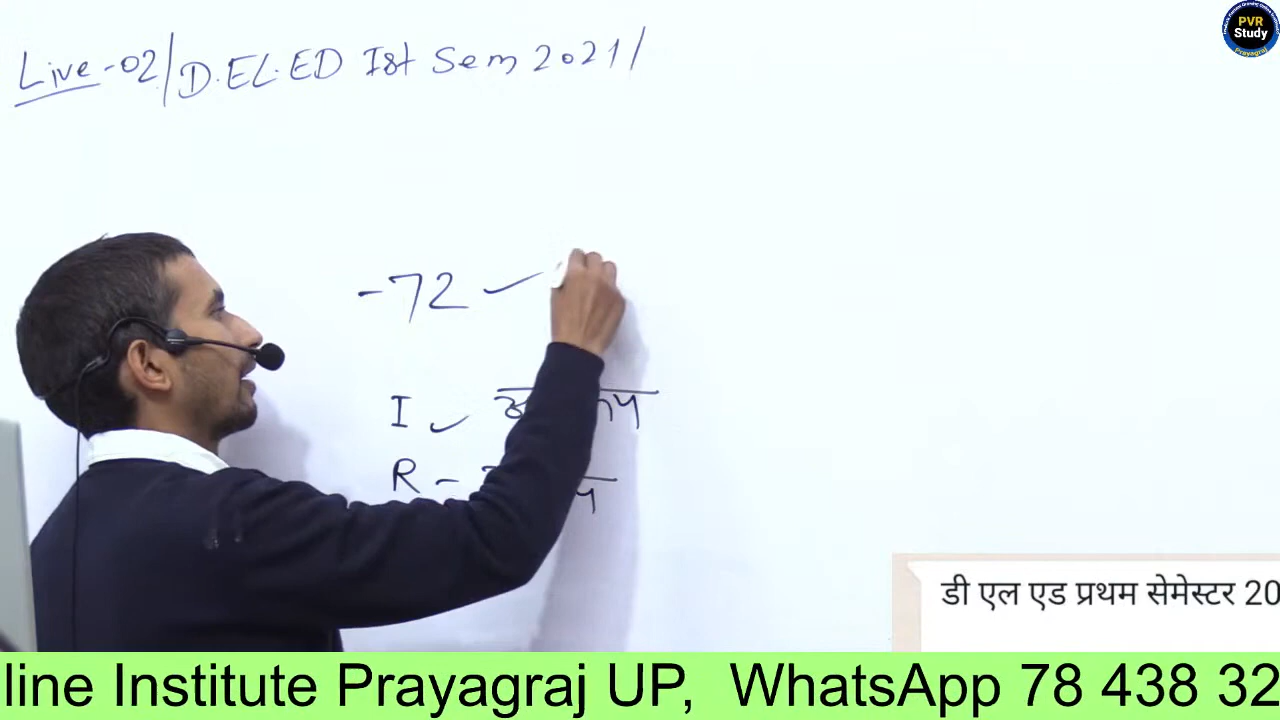 Live-02/D.EL.ED Ist Sem 2021/
PVR
Study
Prayagraj
-72
I
R -
डी एल एड प्रथम सेमेस्टर 20
line Institute Prayagraj UP, WhatsApp 78 438 32